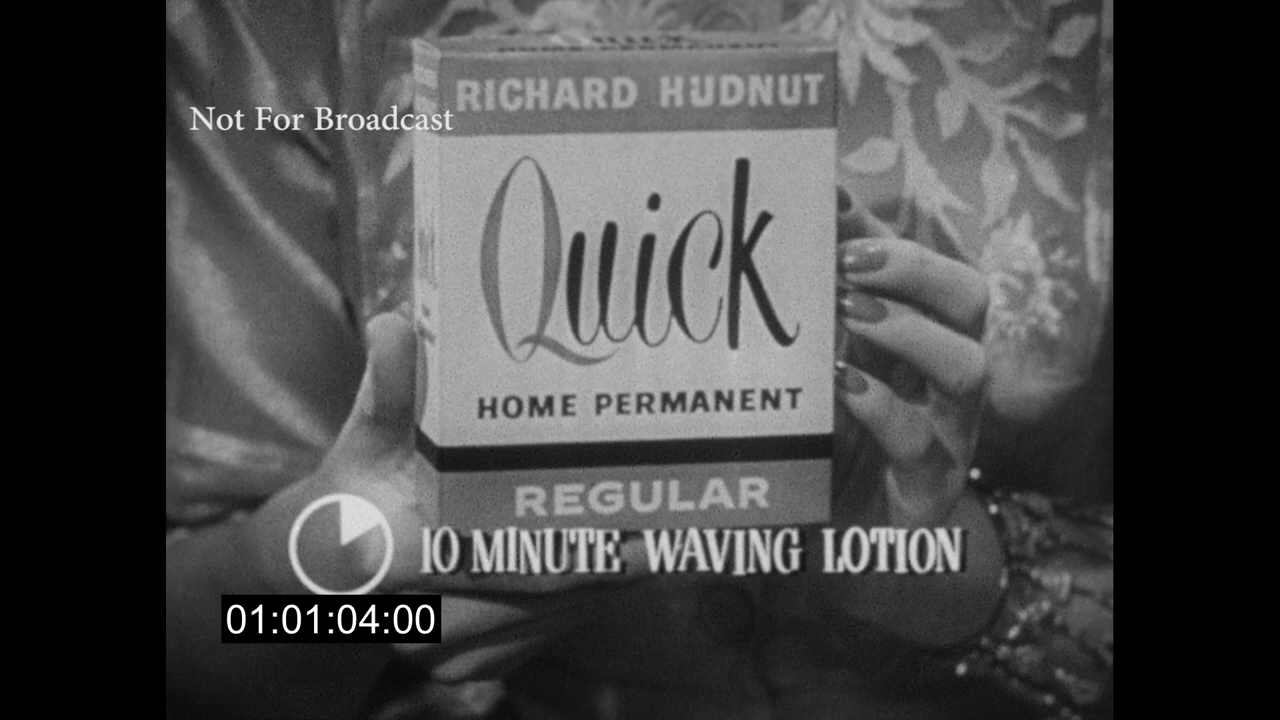 RICHARD HUDNUT
Not For Broadcast
Quick
HOME PERMANENT
REGULAR
10 MINUTE WAVING LOTION
01:01:04:00